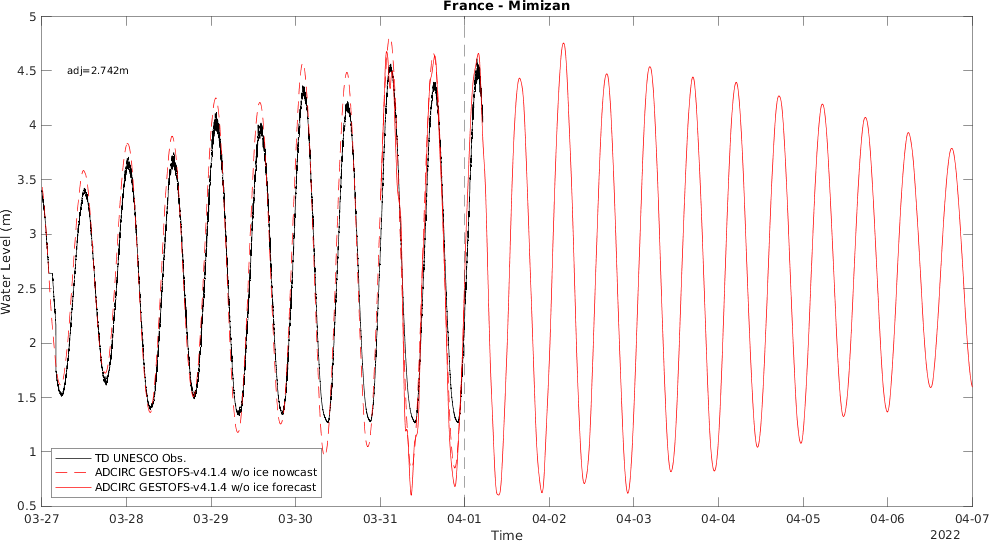 France - Mimizan
5
4.5
4
3.5
3
2.5
2
1.5
1
0.5
Water Level (m)
adj=2.742m
TD UNESCO Obs.
ADCIRC GESTOFS-v4.1.4 w/o ice nowcast
ADCIRC GESTOFS-v4.1.4 w/o ice forecast
03-27 03-28 03-29 03-30 03-31 04-01 04-02 04-03 04-04 04-05 04-06 04-07
Time
2022